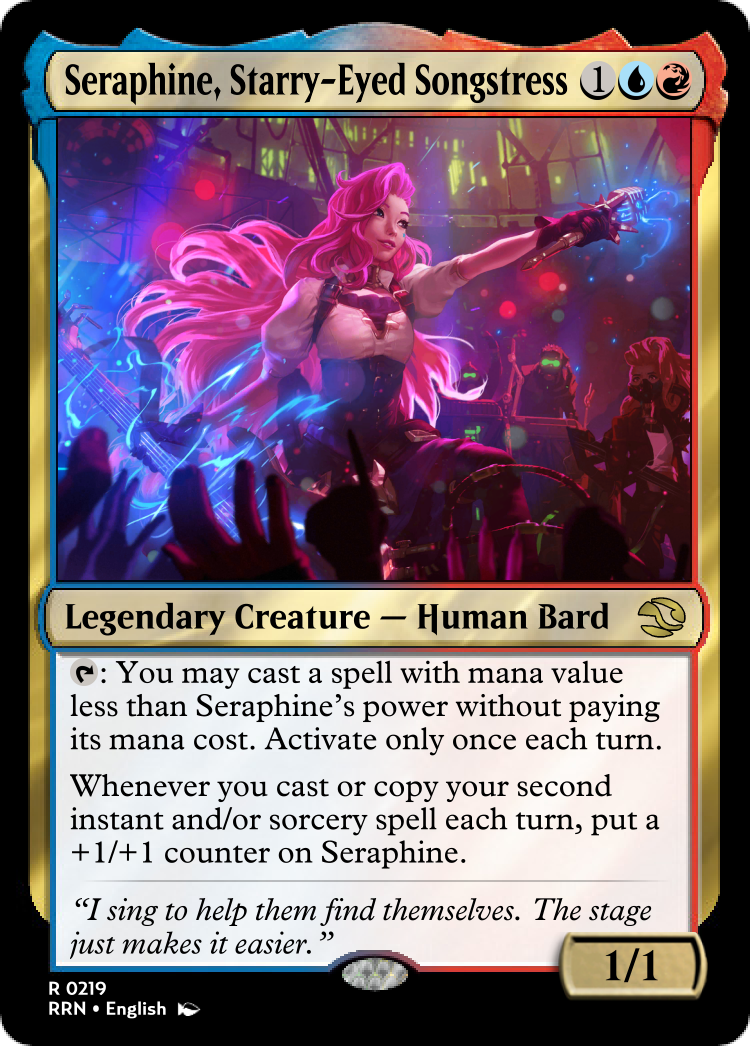 Seraphine, Starry-Eyed Songstress 1
Legendary Creature — Human Bard
: You may cast a spell with mana value
less than Seraphine's power without paying
its mana cost. Activate only once each turn.
Whenever you cast or copy your second
instant and/or sorcery spell each turn, put a
+1/+1 counter on Seraphine.
“I sing to help them find themselves. The stage
just makes it easier.”
1/1
R 0219
RRN • English